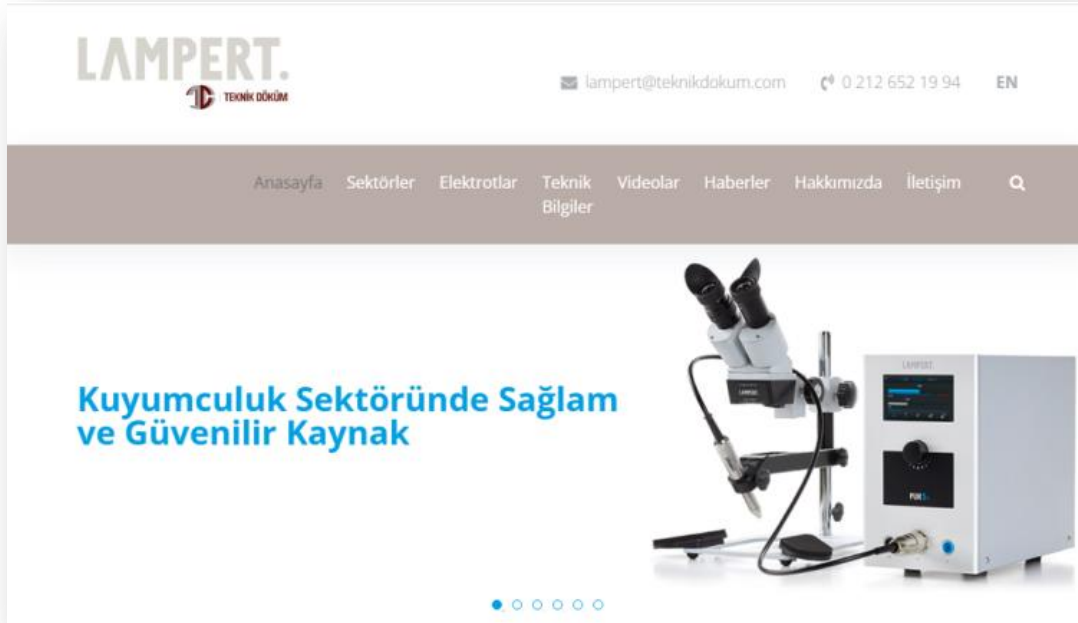 LAMPERT.
TEKNİK DÖKÜM
lampert@teknikdokum.com
0 212 652 19 94
EN
Anasayfa Sektörler Elektrotlar Teknik Bilgiler Videolar Haberler Hakkımızda İletişim
Kuyumculuk Sektöründe Sağlam
ve Güvenilir Kaynak
LAMPERT.
LAMPERT.